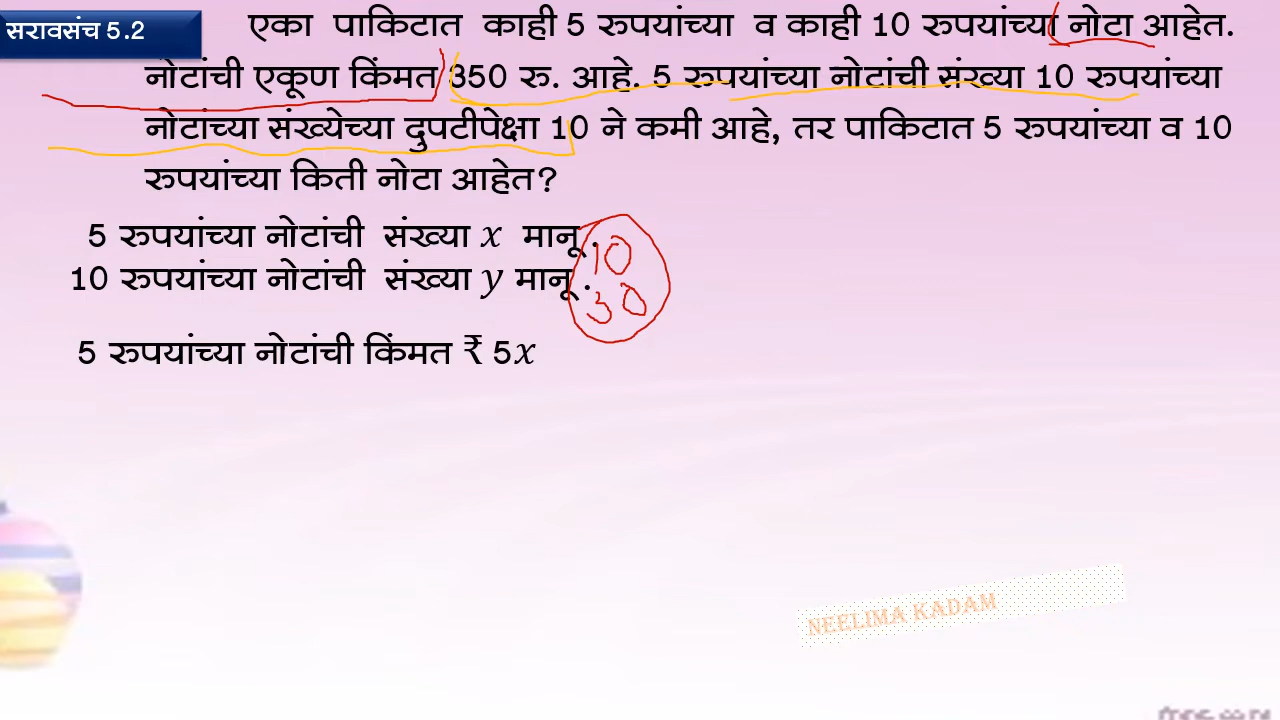 सरावसंच 5.2
एका पाकिटात काही 5 रुपयांच्या व काही 10 रुपयांच्या नोटा आहेत.
नोटांची एकूण किंमत 350 रु. आहे. 5 रुपयांच्या नोटांची संख्या 10 रुपयांच्या
नोटांच्या संख्येच्या दुपटीपेक्षा 10 ने कमी आहे, तर पाकिटात 5 रुपयांच्या व 10
रुपयांच्या किती नोटा आहेत?
5 रुपयांच्या नोटांची संख्या x मानू.
10 रुपयांच्या नोटांची संख्या y मानू.
10
30
5 रुपयांच्या नोटांची किंमत ₹ 5x
NEELIMA KADAM